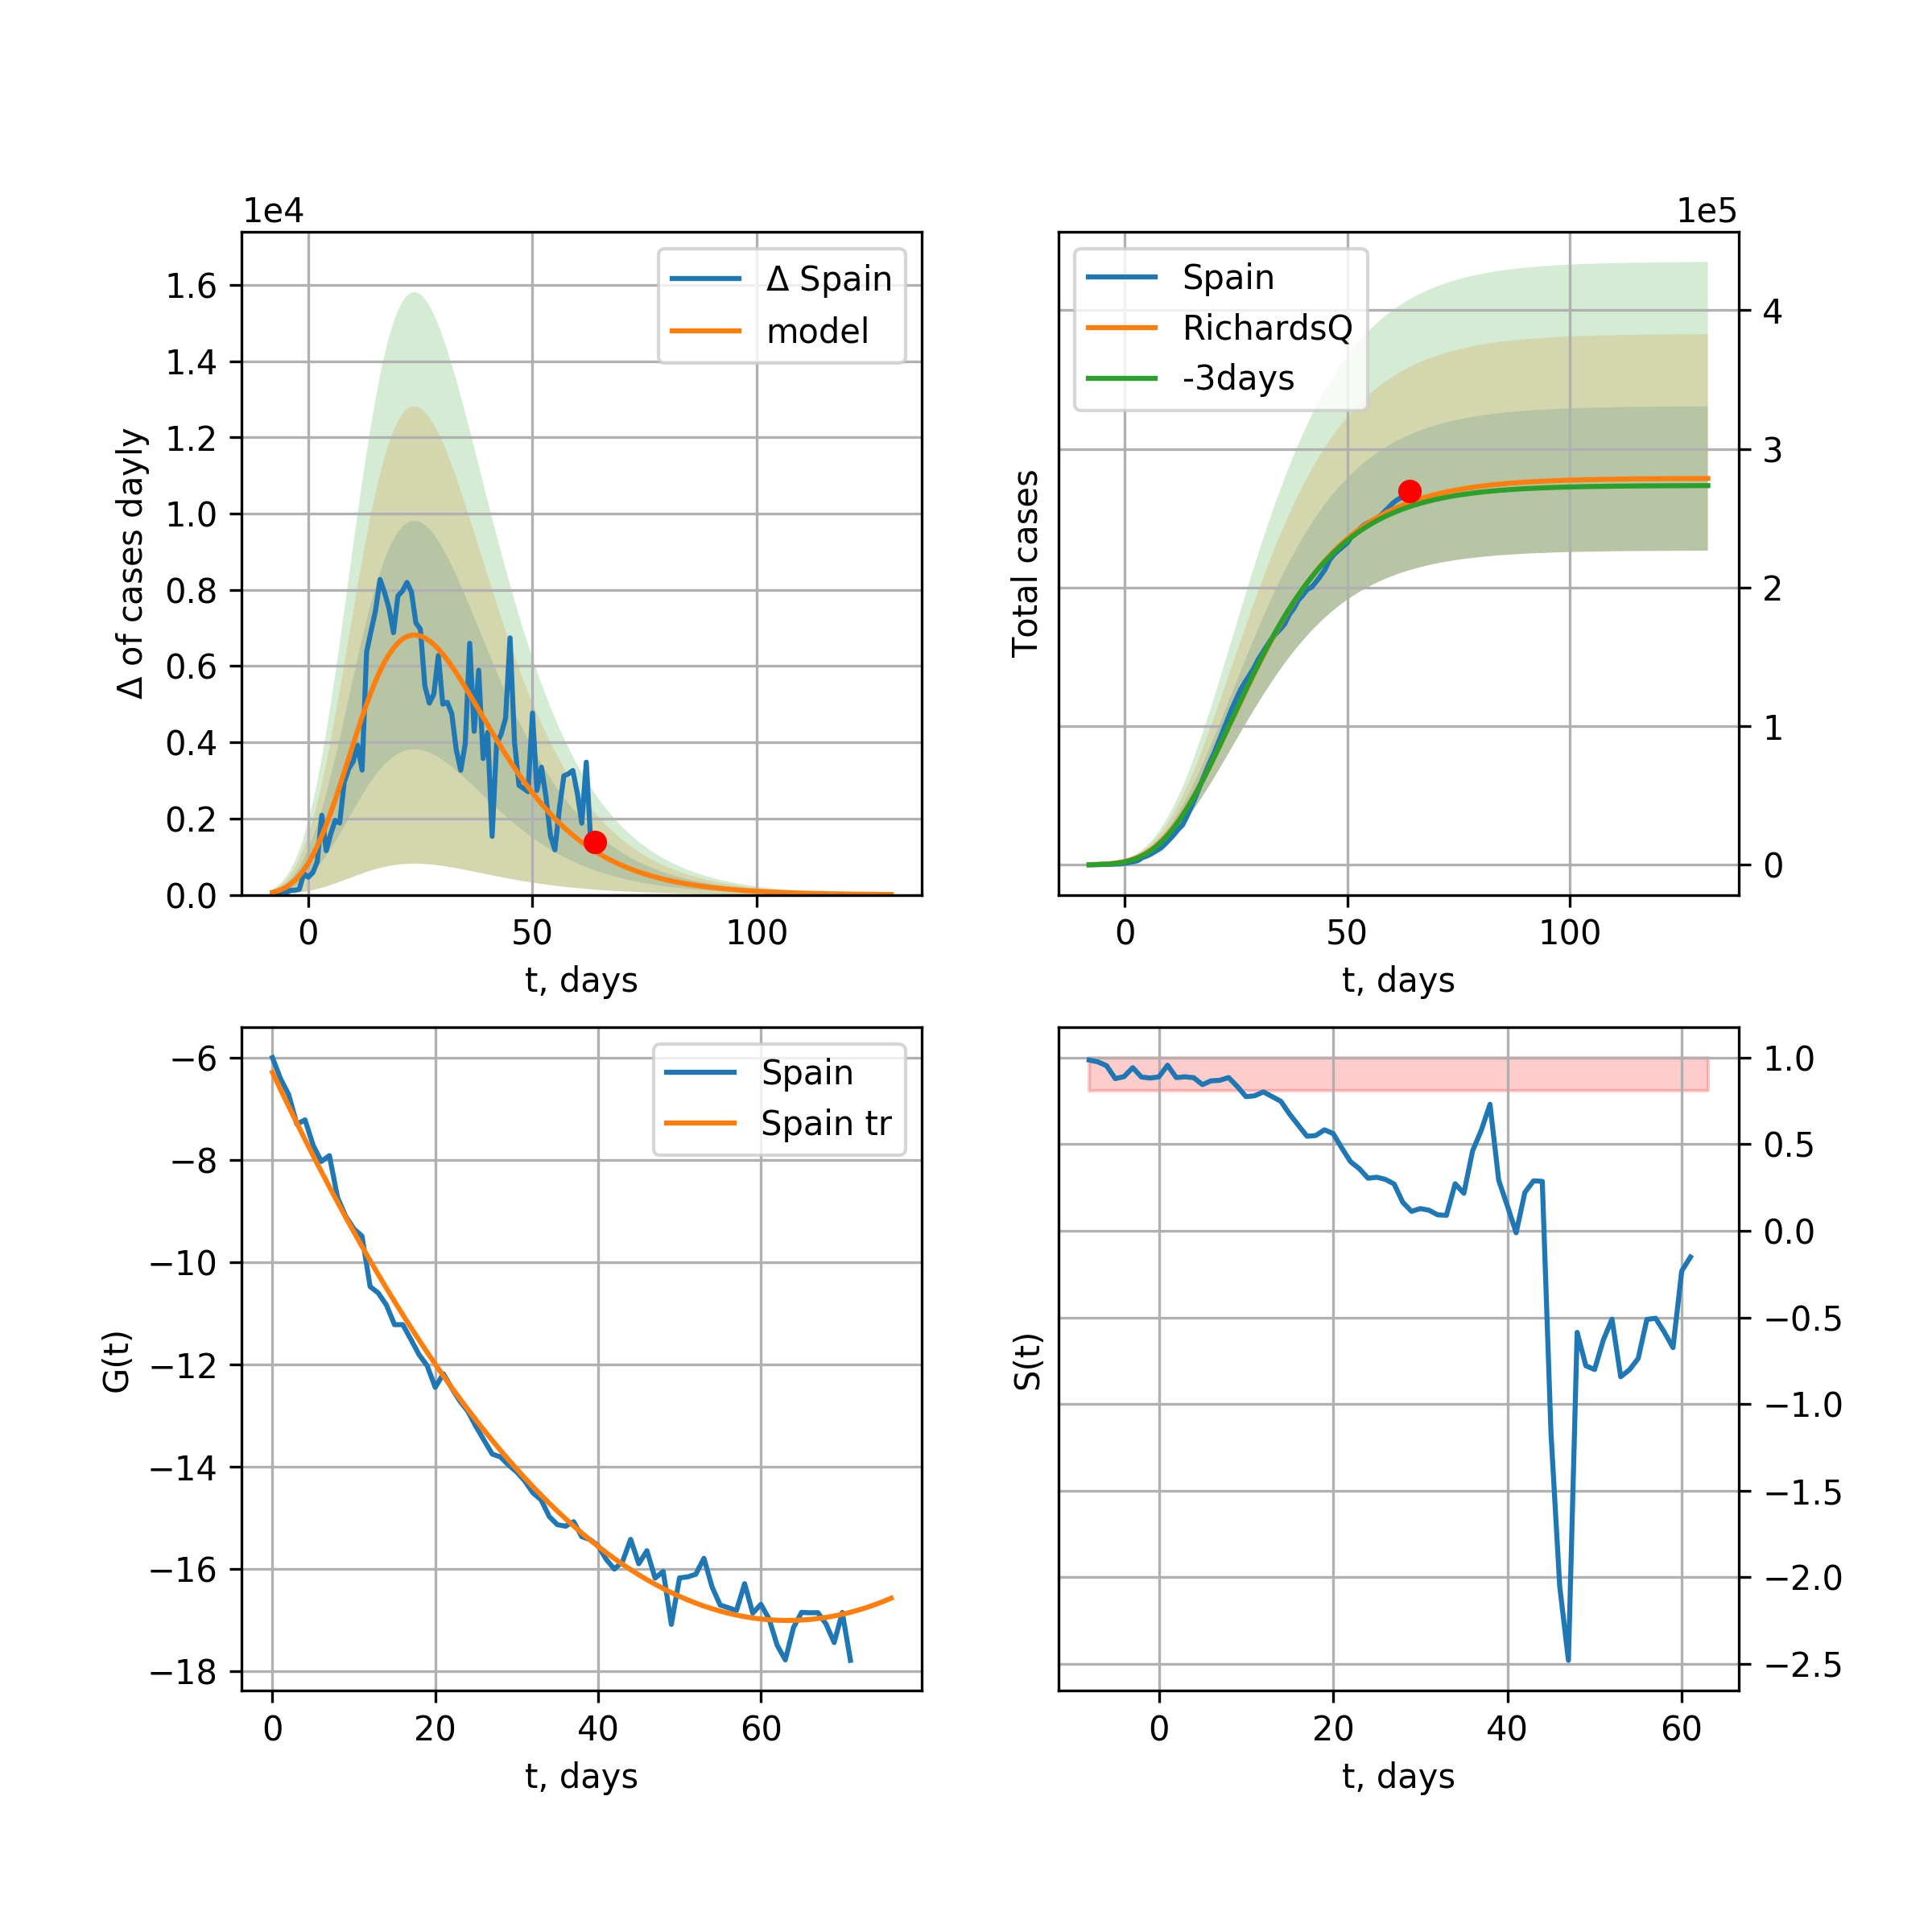 1e4
Δ of cases dayly
1.6
1.4
1.2
1.0
0.8
0.6
0.4
0.2
0.0
Δ Spain
model
0 50 100
t, days
1e5
Total cases
Spain
RichardsQ
-3days
4
3
2
1
0
0 50 100
t, days
G(t)
−6
−8
−10
−12
−14
−16
−18
Spain
Spain tr
0 20 40 60
t, days
S(t)
1.0
0.5
0.0
−0.5
−1.0
−1.5
−2.0
−2.5
0 20 40 60
t, days